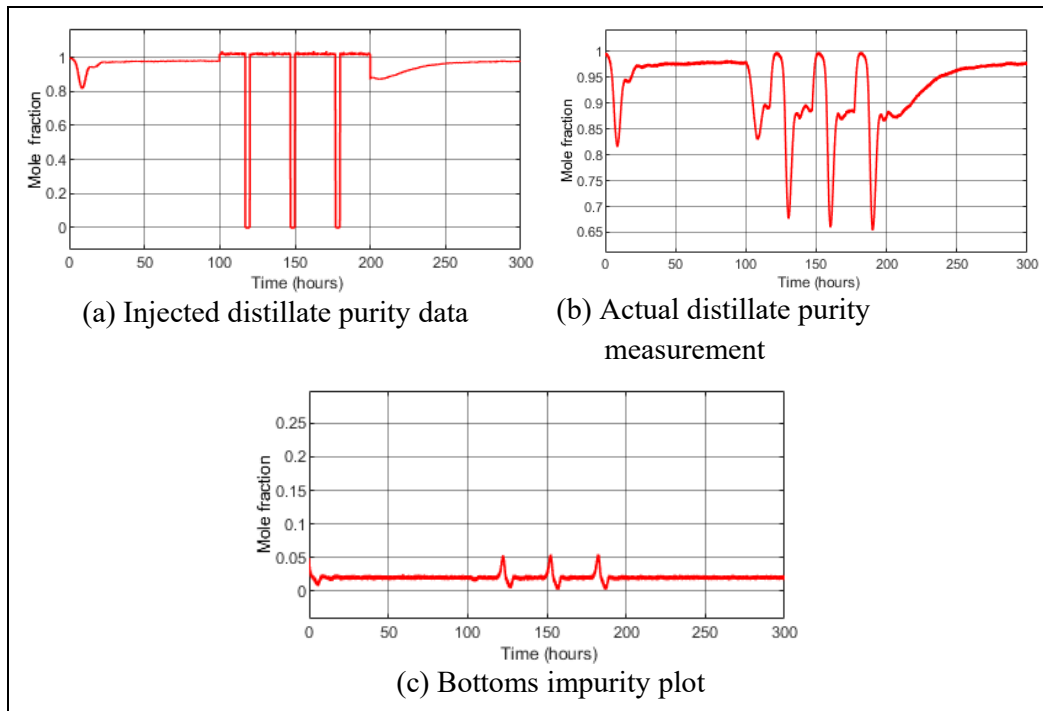 Mole fraction
1
0.8
0.6
0.4
0.2
0
0 50 100 150 200 250 300
Time (hours)
(a) Injected distillate purity data
Mole fraction
1
0.95
0.9
0.85
0.8
0.75
0.7
0.65
0 50 100 150 200 250 300
Time (hours)
(b) Actual distillate purity
measurement
Mole fraction
0.25
0.2
0.15
0.1
0.05
0
0 50 100 150 200 250 300
Time (hours)
(c) Bottoms impurity plot